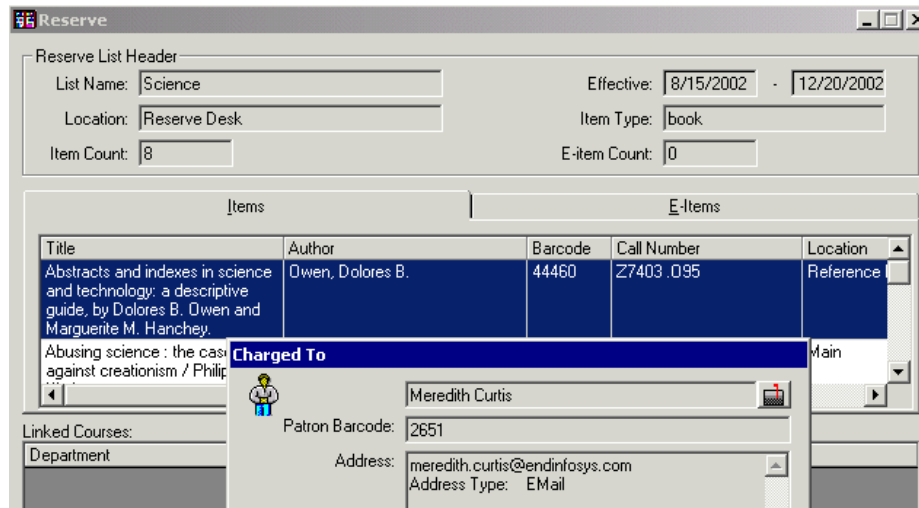 Reserve
Reserve List Header
List Name: Science Effective: 8/15/2002 - 12/20/2002
Location: Reserve Desk Item Type: book
Item Count: 8 E-item Count: 0
Items E-Items
Title Author Barcode Call Number Location
Abstracts and indexes in science Owen, Dolores B. 44460 Z7403 .O95 Reference
and technology: a descriptive
guide, by Dolores B. Owen and
Marguerite M. Hanchey.
Abusing science : the Main
against creationism /
Charged To
Meredith Curtis
Patron Barcode: 2651
Address: meredith.curtis@endinfosys.com
Address Type: EMail
Linked Courses:
Department